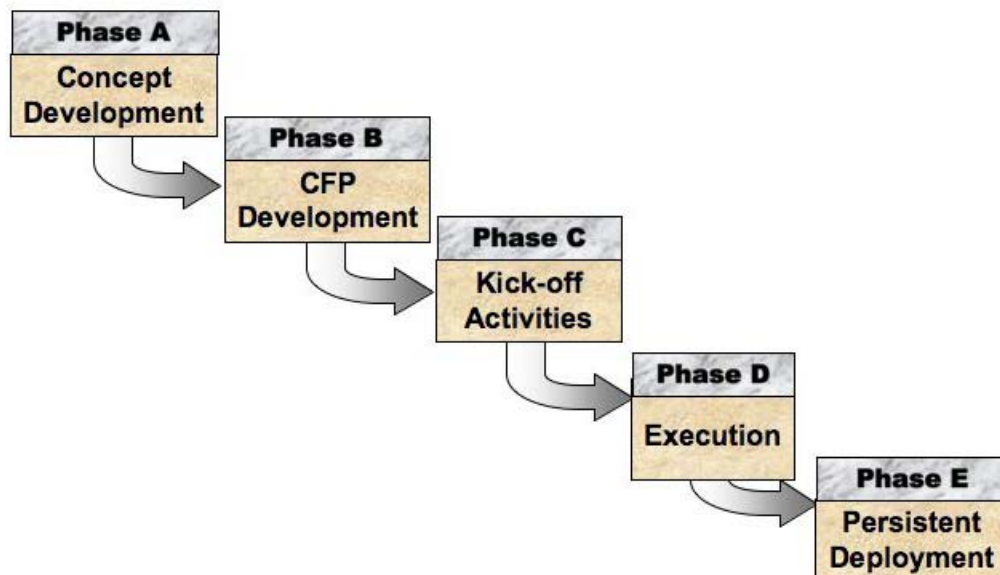 Phase A
Concept
Development
Phase B
CFP
Development
Phase C
Kick-off
Activities
Phase D
Execution
Phase E
Persistent
Deployment